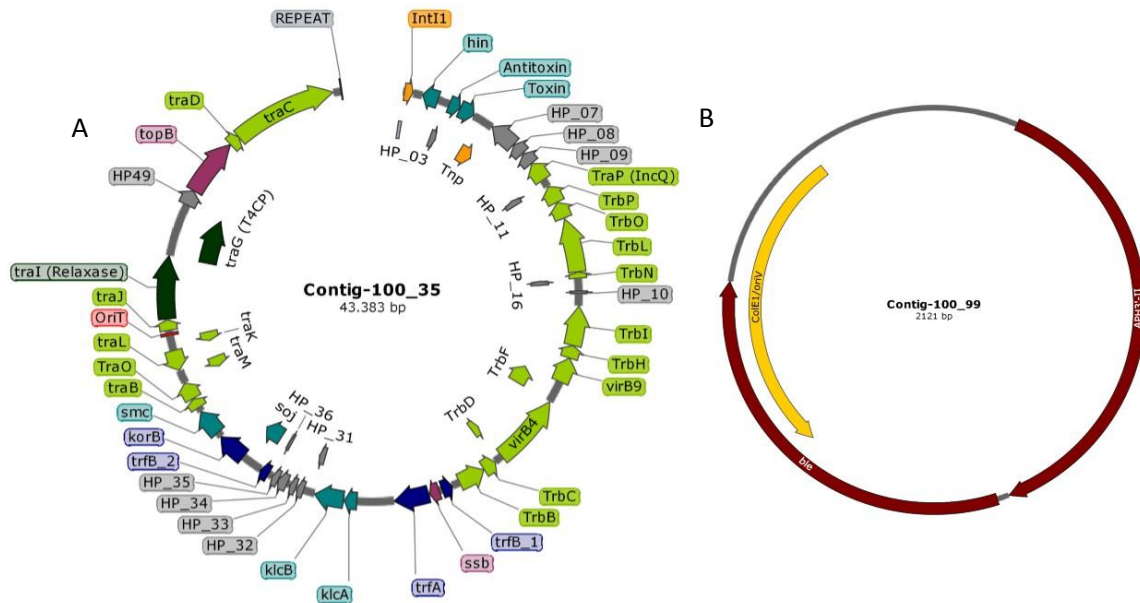 A
REPEAT
IntI1
hin
Antitoxin
Toxin
HP_07
HP_08
HP_09
TraP (IncQ)
TrbP
TrbO
TrbL
TrbN
HP_10
TrbI
TrbH
virB9
virB4
TrbC
TrbB
trfB_1
ssb
trfA
klcA
klcB
HP_32
HP_33
HP_34
HP_35
trfB_2
korB
smc
traB
TraO
traL
OriT
traJ
traI (Relaxase)
HP49
topB
traD
traC
HP_03
Tnp
HP_11
HP_16
TrbF
TrbD
HP_31
HP_36
soj
traM
traK
traG (T4CP)
Contig-100_35
43.383 bp
B
ColE1/oriV
APH3'-II
ble
Contig-100_99
2121 bp